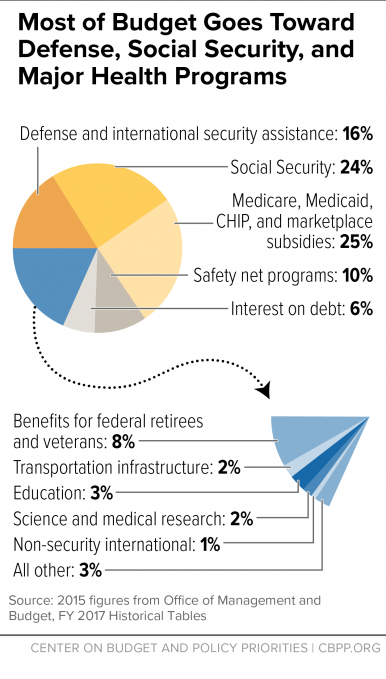 Most of Budget Goes Toward
Defense, Social Security, and
Major Health Programs
Defense and international security assistance: 16%
Social Security: 24%
Medicare, Medicaid,
CHIP, and marketplace
subsidies: 25%
Safety net programs: 10%
Interest on debt: 6%
Benefits for federal retirees
and veterans: 8%
Transportation infrastructure: 2%
Education: 3%
Science and medical research: 2%
Non-security international: 1%
All other: 3%
Source: 2015 figures from Office of Management and
Budget, FY 2017 Historical Tables
CENTER ON BUDGET AND POLICY PRIORITIES | CBPP.ORG